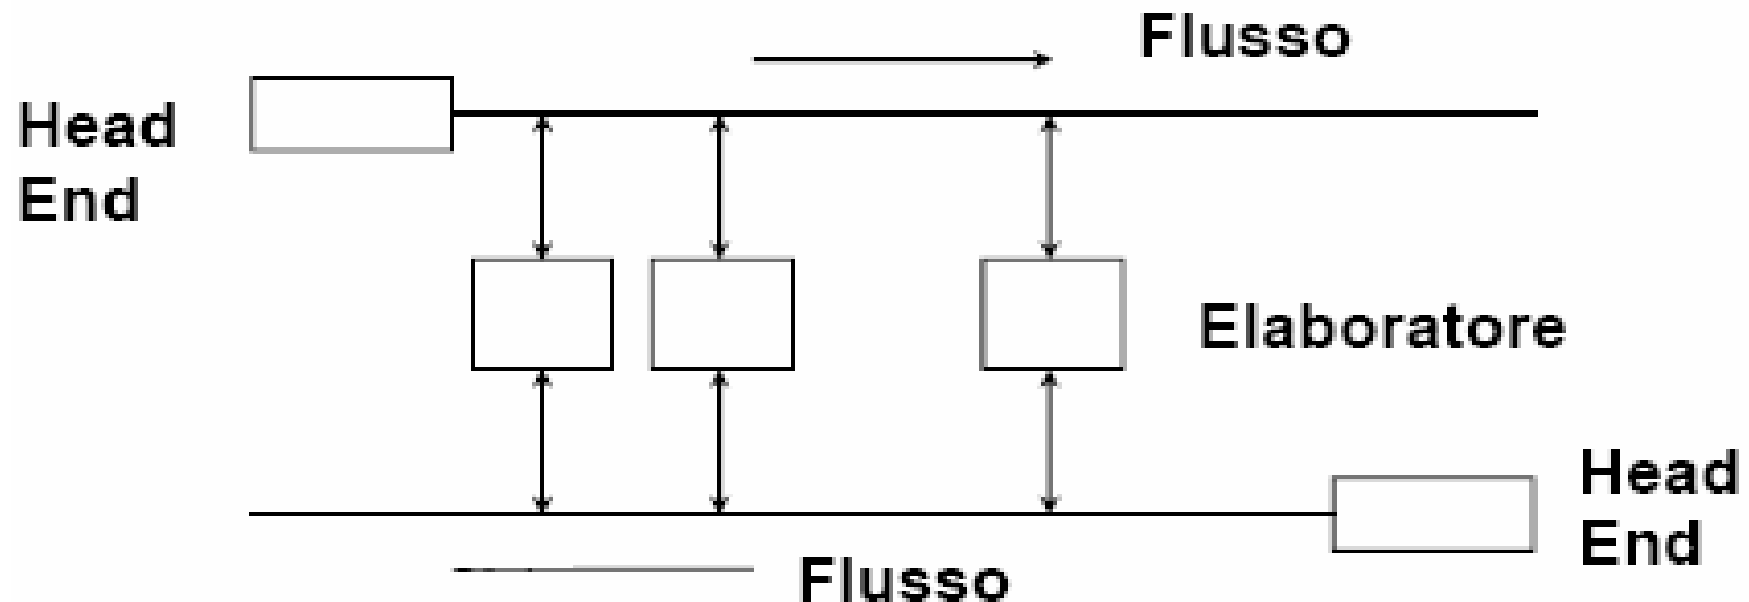 Flusso
Head
End
Elaboratore
Head
End
Flusso